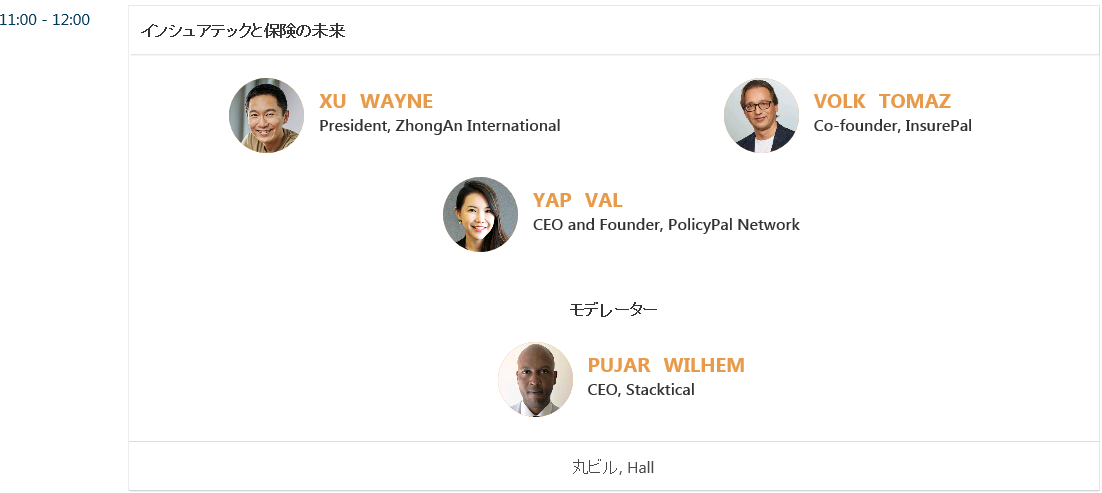 11:00 - 12:00
インシュアテックと保険の未来
XU WAYNE
President, ZhongAn International
VOLK TOMAZ
Co-founder, InsurePal
YAP VAL
CEO and Founder, PolicyPal Network
モデレーター
PUJAR WILHEM
CEO, Stacktical
丸ビル, Hall